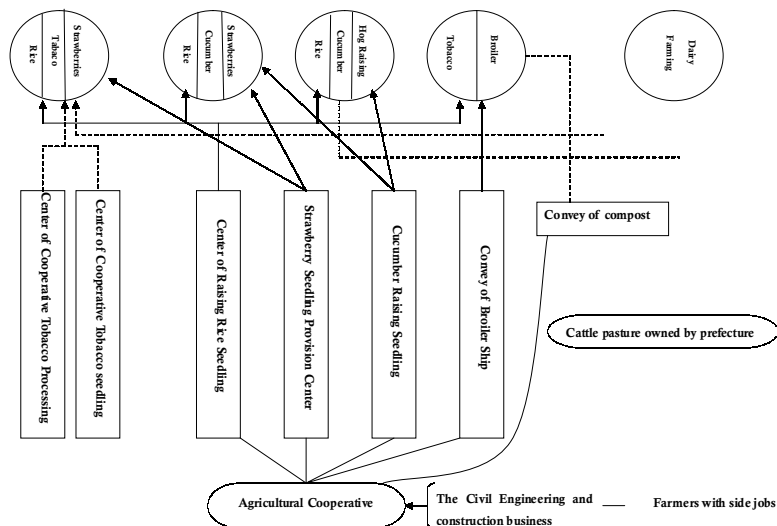 Strawberries
Tabaco
Rice
Strawberries
Cucumber
Rice
Hog Raising
Cucumber
Rice
Broiler
Tobacco
Dairy
Farming
Center of Cooperative Tobacco Processing
Center of Cooperative Tobacco seedling
Center of Raising Rice Seedling
Strawberry Seedling Provision Center
Cucumber Raising Seedling
Convey of Broiler Ship
Convey of compost
Cattle pasture owned by prefecture
Agricultural Cooperative
The Civil Engineering and
construction business
Farmers with side jobs